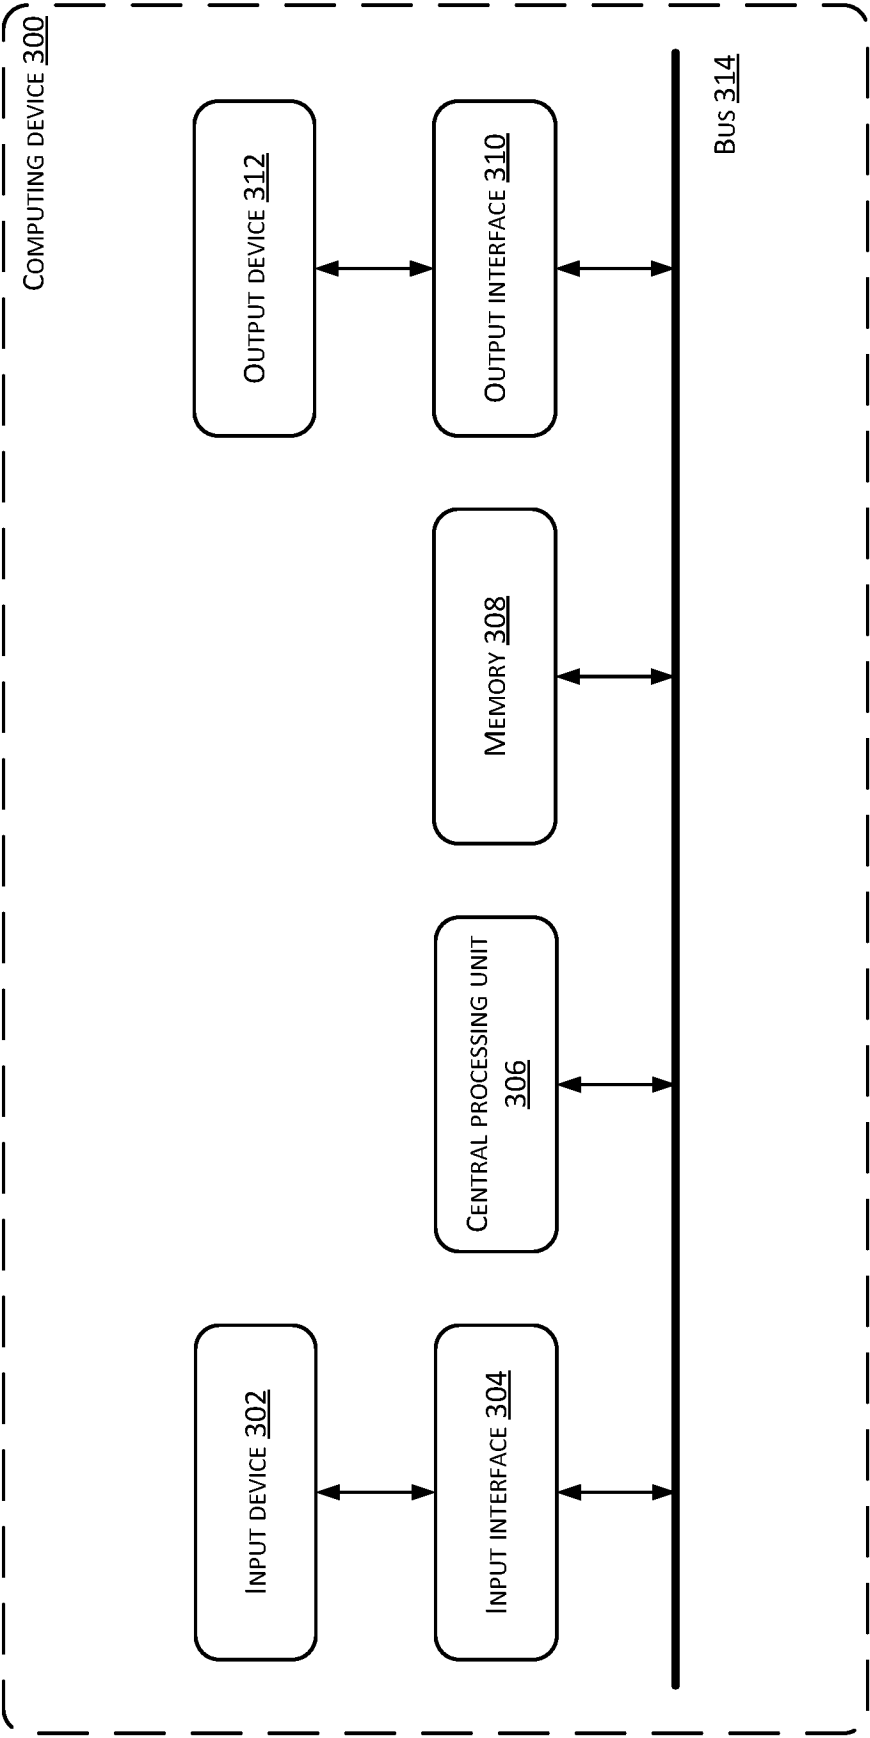 COMPUTING DEVICE 300
INPUT DEVICE 302
OUTPUT DEVICE 312
INPUT INTERFACE 304
CENTRAL PROCESSING UNIT
306
MEMORY 308
OUTPUT INTERFACE 310
BUS 314